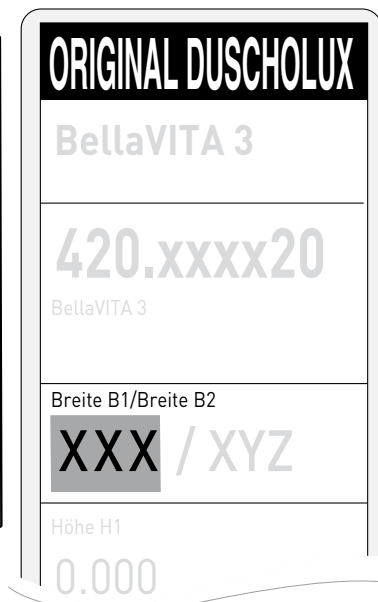 ORIGINAL DUSCHOLUX
BellaVITA 3
420.xxxx20
BellaVITA 3
Breite B1/Breite B2
XXX / XYZ
Höhe H1
0.000